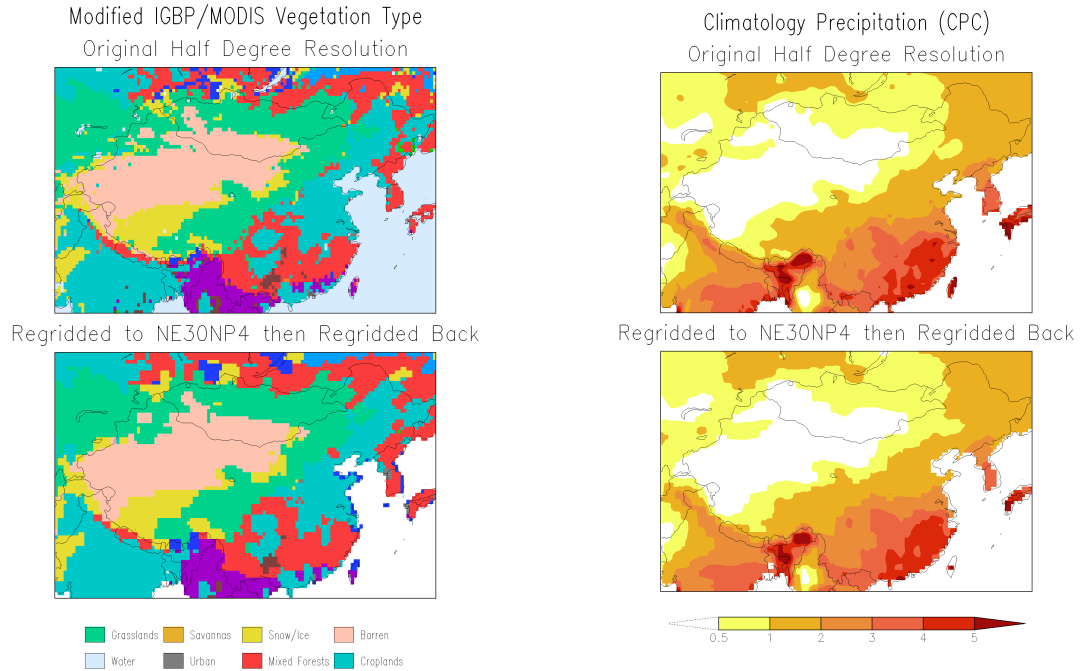 Modified IGBP/MODIS Vegetation Type
Original Half Degree Resolution
Regridded to NE30NP4 then Regridded Back
Grasslands Savannas Snow/Ice Barren
Water Urban Mixed Forests Croplands
Climatology Precipitation (CPC)
Original Half Degree Resolution
Regridded to NE30NP4 then Regridded Back
0.5 1 2 3 4 5